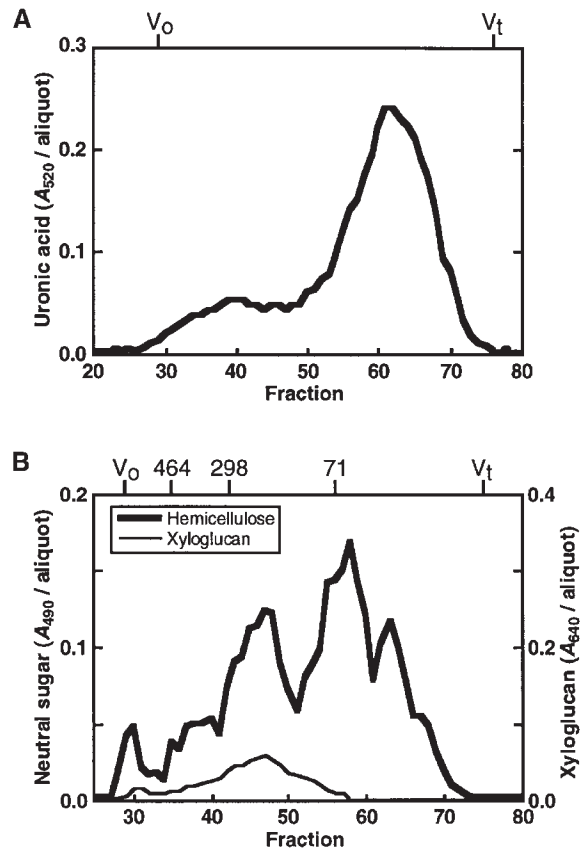 A
Vo Vt
0.3
0.2
0.1
0.0
Uronic acid (A520 / aliquot)
20 30 40 50 60 70 80
Fraction
B
Vo 464 298 71 Vt
0.2
0.1
0.0
Neutral sugar (A490 / aliquot)
Hemicellulose
Xyloglucan
0.4
0.2
0.0
Xyloglucan (A640 / aliquot)
30 40 50 60 70 80
Fraction